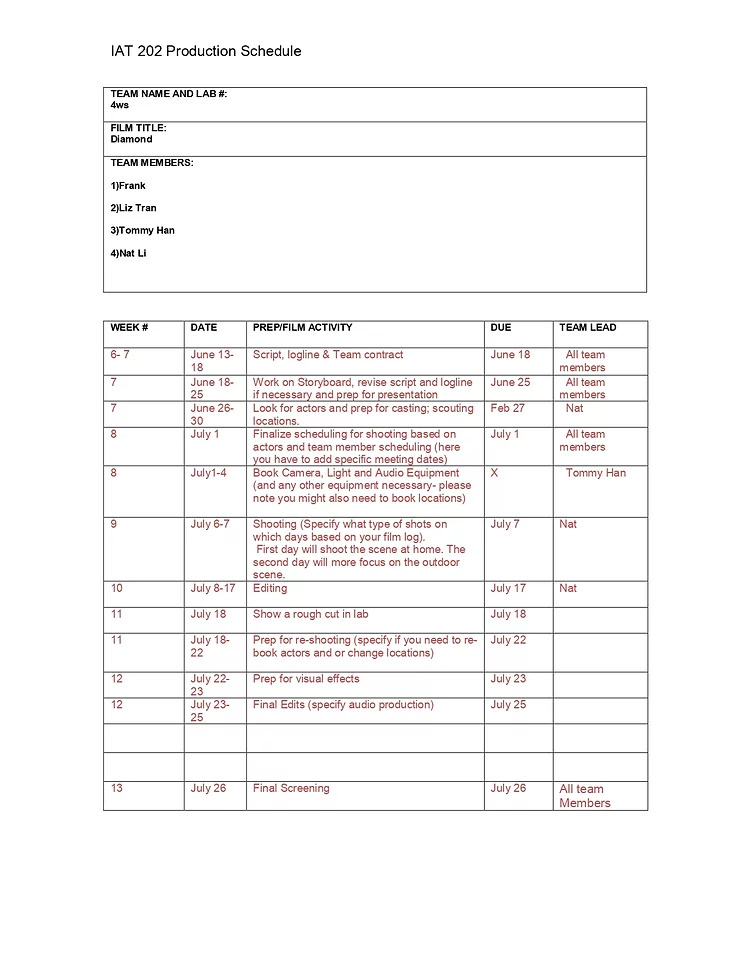 IAT 202 Production Schedule
TEAM NAME AND LAB #:
4ws
FILM TITLE:
Diamond
TEAM MEMBERS:
1)Frank
2)Liz Tran
3)Tommy Han
4)Nat Li
WEEK # DATE PREP/FILM ACTIVITY DUE TEAM LEAD
6- 7 June 13- Script, logline & Team contract June 18 All team
18 members
7 June 18- Work on Storyboard, revise script and logline June 25 All team
25 if necessary and prep for presentation members
7 June 26- Look for actors and prep for casting; scouting Feb 27 Nat
30 locations.
8 July 1 Finalize scheduling for shooting based on July 1 All team
actors and team member scheduling (here members
you have to add specific meeting dates)
8 July1-4 Book Camera, Light and Audio Equipment X Tommy Han
(and any other equipment necessary- please
note you might also need to book locations)
9 July 6-7 Shooting (Specify what type of shots on July 7 Nat
which days based on your film log).
First day will shoot the scene at home. The
second day will more focus on the outdoor
scene.
10 July 8-17 Editing July 17 Nat
11 July 18 Show a rough cut in lab July 18
11 July 18- Prep for re-shooting (specify if you need to re- July 22
22 book actors and or change locations)
12 July 22- Prep for visual effects July 23
23
12 July 23- Final Edits (specify audio production) July 25
25
13 July 26 Final Screening July 26 All team
Members